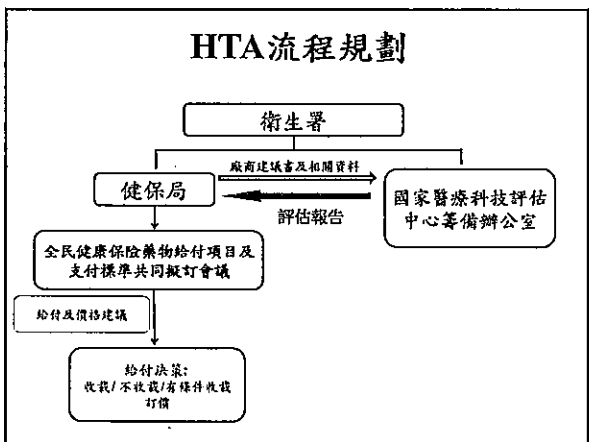 HTA流程規劃
衛生署
廠商建議書及相關資料
健保局
評估報告
國家醫療科技評估
中心籌備辦公室
全民健康保險藥物給付項目及
支付標準共同擬訂會議
給付及價格建議
給付決策:
收載/不收載/有條件收載
訂價